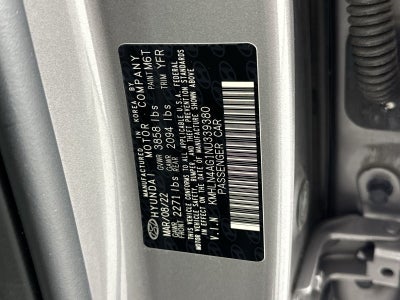 MANUFACTURED IN KOREA BY
HYUNDAI MOTOR COMPANY
MAR/08/22 GVWR 3858 lbs PAINT M6T
GAWR FRONT 2271 lbs GAWR REAR 2094 lbs TRIM YFR
THIS VEHICLE CONFORMS TO ALL APPLICABLE U.S.A. FEDERAL
MOTOR VEHICLE SAFETY, BUMPER, AND THEFT PREVENTION
STANDARDS IN EFFECT ON THE DATE OF MANUFACTURE SHOWN ABOVE.
V.I.N KMHLN4AG1NU339380
PASSENGER CAR